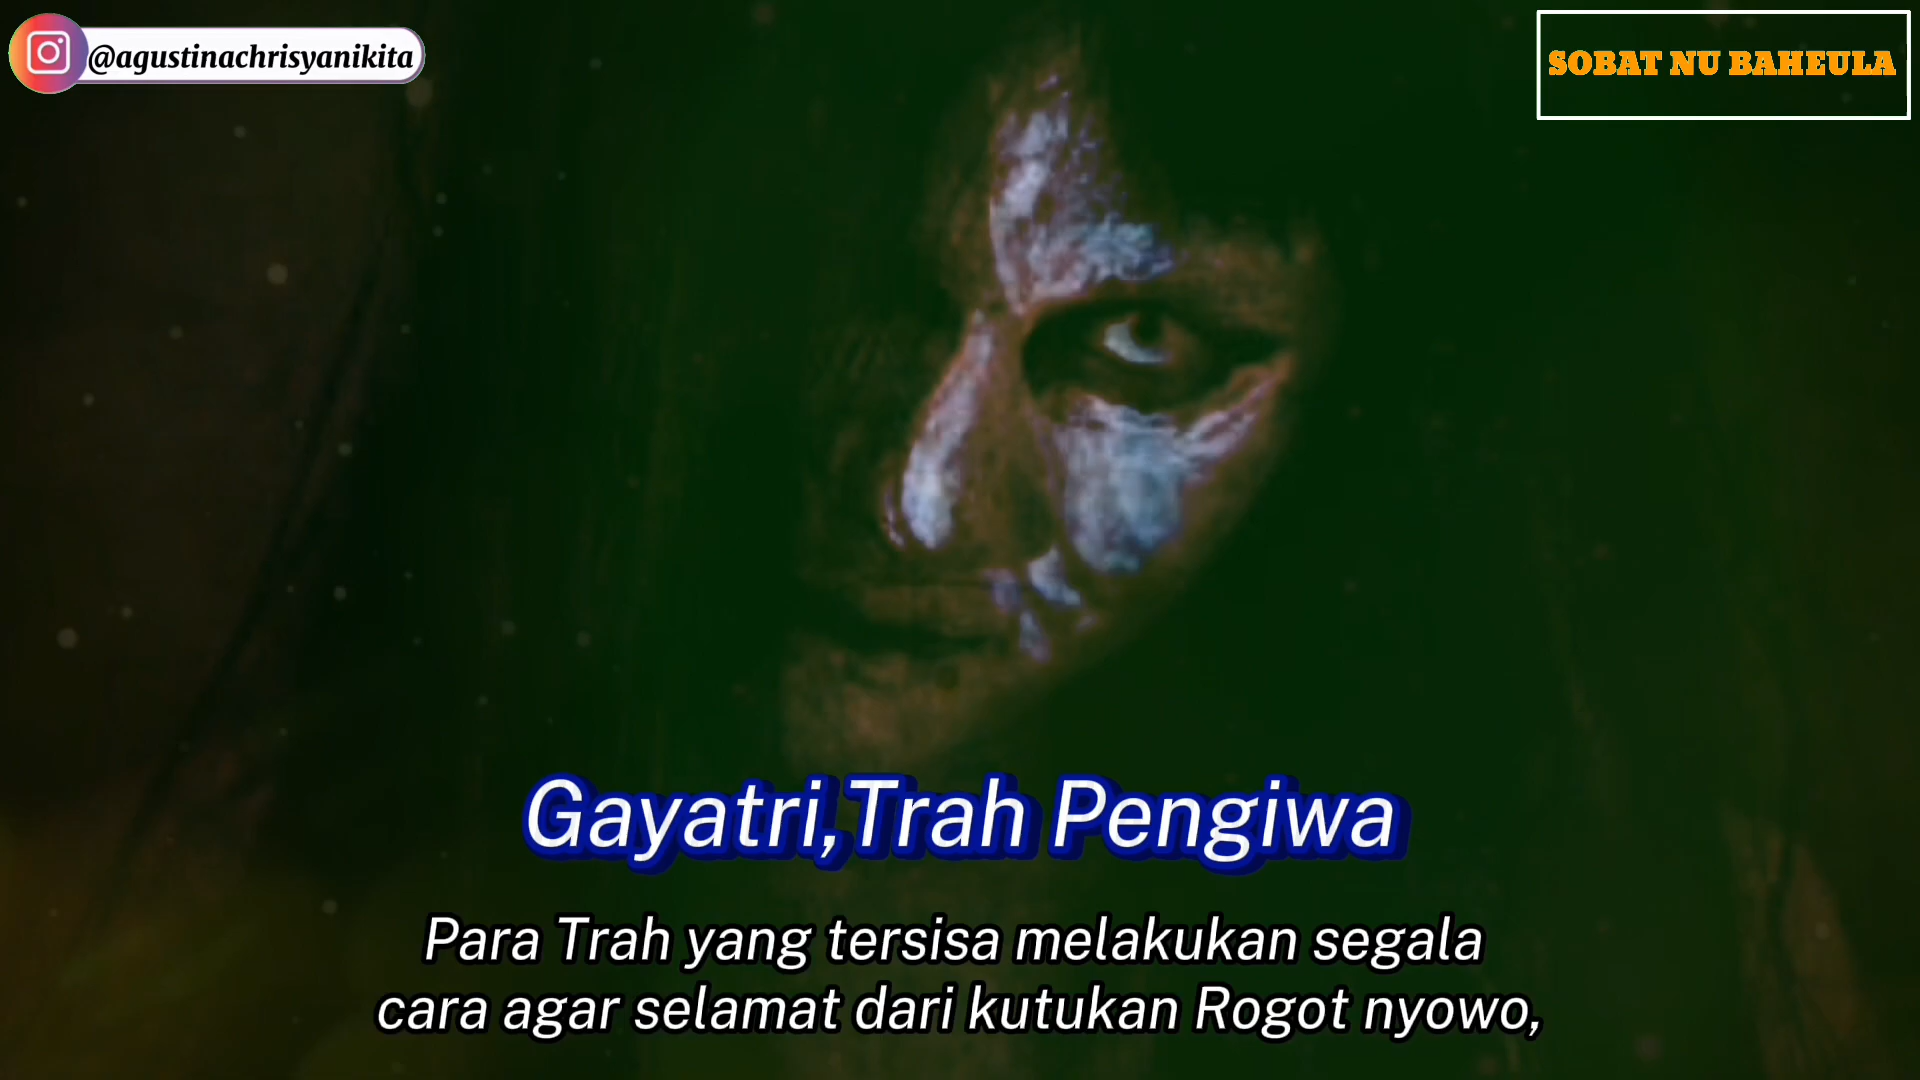 @agustinachrisyanikita
SOBAT NU BAHEULA
Gayatri,Trah Pengiwa
Para Trah yang tersisa melakukan segala
cara agar selamat dari kutukan Rogot nyowo,